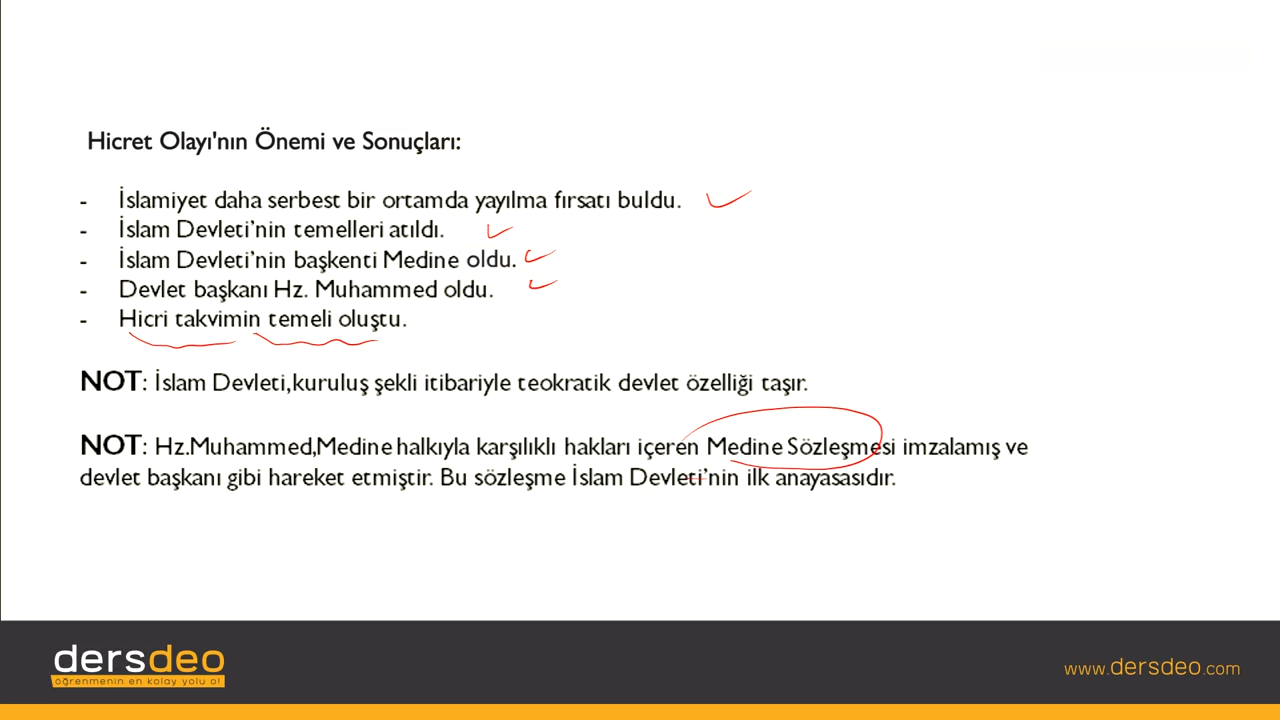 Hicret Olayı'nın Önemi ve Sonuçları:
- İslamiyet daha serbest bir ortamda yayılma fırsatı buldu.
- İslam Devleti’nin temelleri atıldı.
- İslam Devleti’nin başkenti Medine oldu.
- Devlet başkanı Hz. Muhammed oldu.
- Hicri takvimin temeli oluştu.
NOT: İslam Devleti,kuruluş şekli itibariyle teokratik devlet özelliği taşır.
NOT: Hz.Muhammed,Medine halkıyla karşılıklı hakları içeren Medine Sözleşmesi imzalamış ve
devlet başkanı gibi hareket etmiştir. Bu sözleşme İslam Devleti’nin ilk anayasasıdır.
dersdeo
öğrenmenin en kolay yolu o!
www.dersdeo.com